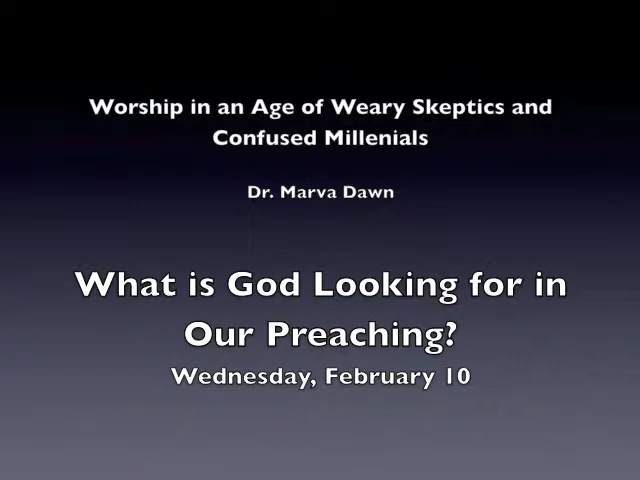 Worship in an Age of Weary Skeptics and
Confused Millenials
Dr. Marva Dawn
What is God Looking for in
Our Preaching?
Wednesday, February 10